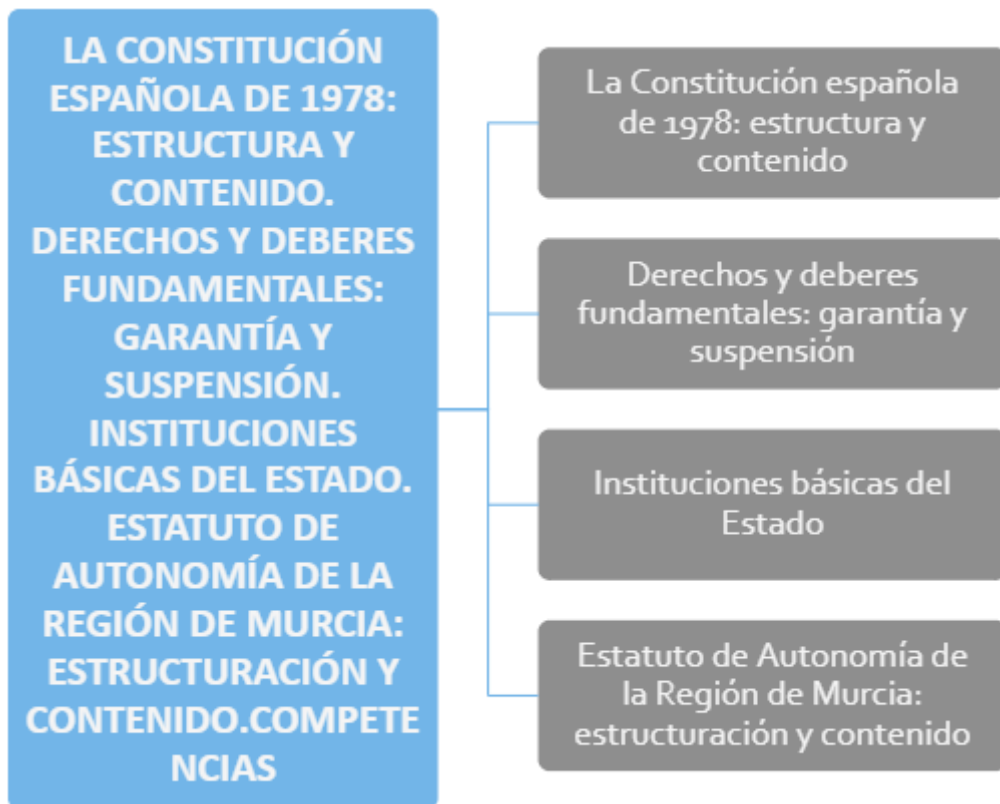 LA CONSTITUCIÓN
ESPAÑOLA DE 1978:
ESTRUCTURA Y
CONTENIDO.
DERECHOS Y DEBERES
FUNDAMENTALES:
GARANTÍA Y
SUSPENSIÓN.
INSTITUCIONES
BÁSICAS DEL ESTADO.
ESTATUTO DE
AUTONOMÍA DE LA
REGIÓN DE MURCIA:
ESTRUCTURACIÓN Y
CONTENIDO.COMPETE
NCIAS
La Constitución española
de 1978: estructura y
contenido
Derechos y deberes
fundamentales: garantía y
suspensión
Instituciones básicas del
Estado
Estatuto de Autonomía de
la Región de Murcia:
estructuración y contenido